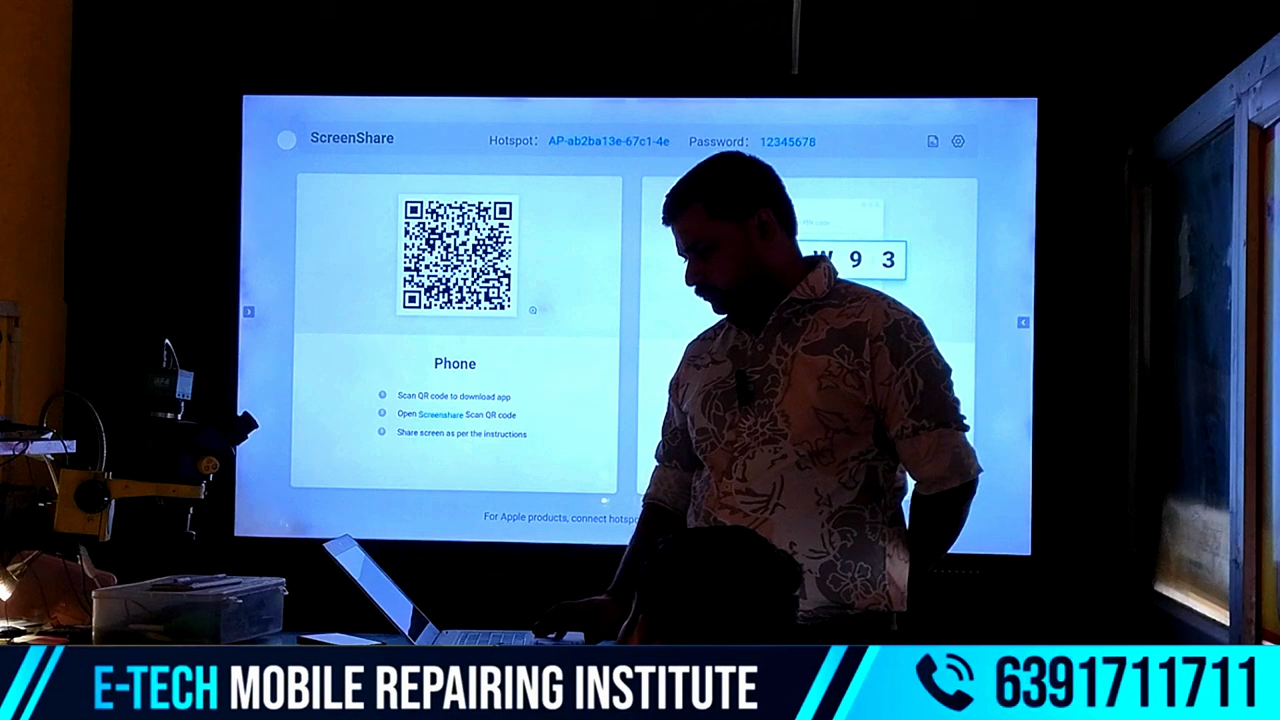 ScreenShare Hotspot: AP-ab2ba13e-67c1-4e Password: 12345678
W 9 3
Phone
Scan QR code to download app
Open Screenshare Scan QR code
Share screen as per the instructions
For Apple products, connect
E-TECH MOBILE REPAIRING INSTITUTE
6391711711